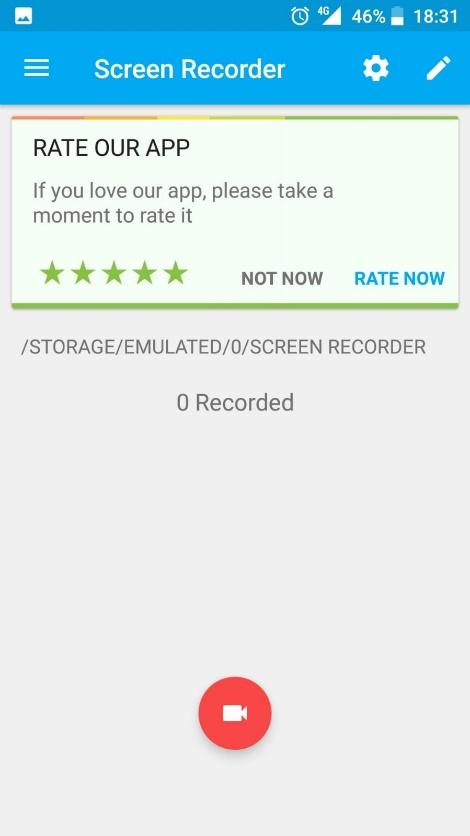 4G 46% 18:31
Screen Recorder
RATE OUR APP
If you love our app, please take a
moment to rate it
NOT NOW RATE NOW
/STORAGE/EMULATED/0/SCREEN RECORDER
0 Recorded